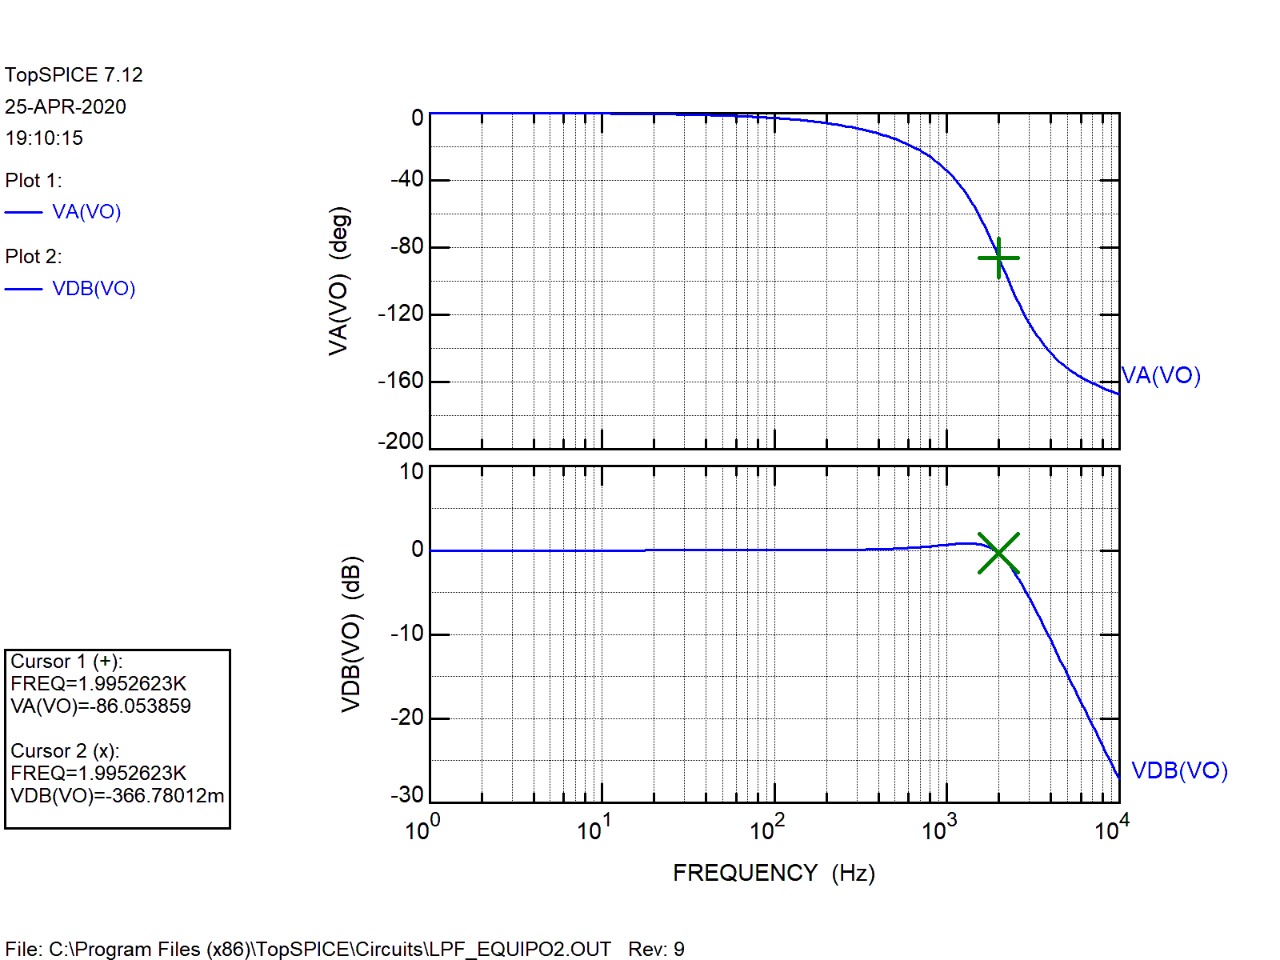 TopSPICE 7.12
25-APR-2020
19:10:15
Plot 1:
VA(VO)
Plot 2:
VDB(VO)
0
-40
-80
-120
-160
-200
VA(VO) (deg)
VA(VO)
10
0
-10
-20
-30
VDB(VO) (dB)
VDB(VO)
10^0 10^1 10^2 10^3 10^4
FREQUENCY (Hz)
Cursor 1 (+):
FREQ=1.9952623K
VA(VO)=-86.053859
Cursor 2 (x):
FREQ=1.9952623K
VDB(VO)=-366.78012m
File: C:\Program Files (x86)\TopSPICE\Circuits\LPF_EQUIPO2.OUT Rev: 9